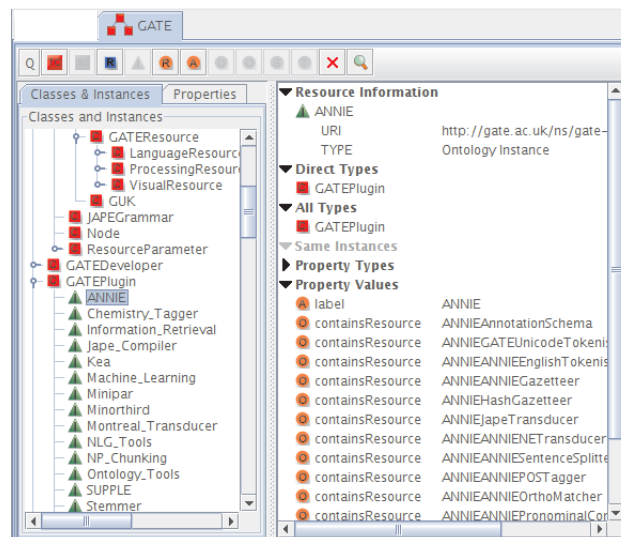 GATE
Q
Classes & Instances
Properties
Classes and Instances
GATEResource
LanguageResourc
ProcessingResour
VisualResource
GUK
JAPEGrammar
Node
ResourceParameter
GATEDeveloper
GATEPlugin
ANNIE
Chemistry_Tagger
Information_Retrieval
Jape_Compiler
Kea
Machine_Learning
Minipar
Minorthird
Montreal_Transducer
NLG_Tools
NP_Chunking
Ontology_Tools
SUPPLE
Stemmer
Resource Information
ANNIE
URI http://gate.ac.uk/ns/gate-
TYPE Ontology Instance
Direct Types
GATEPlugin
All Types
GATEPlugin
Same Instances
Property Types
Property Values
label ANNIE
containsResource ANNIEAnnotationSchema
containsResource ANNIEGATEUnicodeTokenis
containsResource ANNIEANNIEEnglishTokenis
containsResource ANNIEANNIEGazetteer
containsResource ANNIEHashGazetteer
containsResource ANNIEJapeTransducer
containsResource ANNIEANNIENETransducer
containsResource ANNIEANNIESentenceSplitte
containsResource ANNIEANNIEPOSTagger
containsResource ANNIEANNIEOrthoMatcher
containsResource ANNIEANNIEPronominalCor